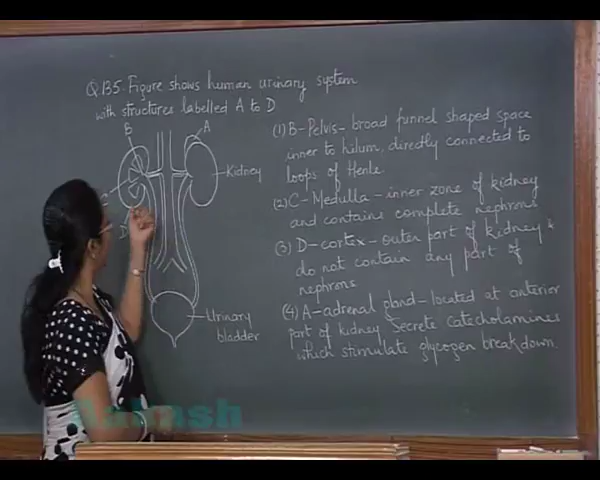 Q 135. Figure shows human urinary system
with structures labelled A to D
B
A
Kidney
C
D
Urinary
bladder
(1) B-Pelvis- broad funnel shaped space
inner to hilum, directly connected to
loops of Henle
(2) C- Medulla - inner zone of kidney
and contains complete nephrons
(3) D-cortex- outer part of kidney &
do not contain any part of
nephrons
(4) A-adrenal gland- located at anterior
part of kidney Secrete Catecholamines
which stimulate glycogen breakdown.
Aakash